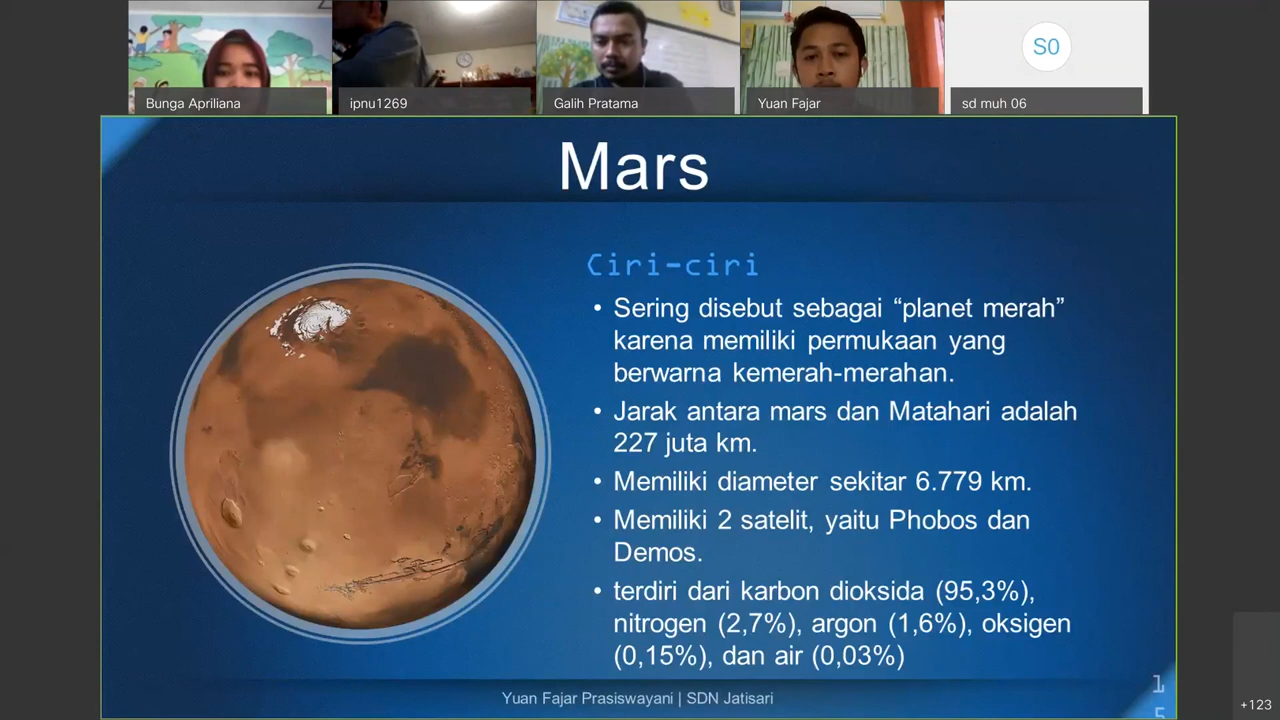 Bunga Apriliana
ipnu1269
Galih Pratama
Yuan Fajar
S0
sd muh 06
Mars
Ciri-ciri
• Sering disebut sebagai “planet merah”
karena memiliki permukaan yang
berwarna kemerah-merahan.
• Jarak antara mars dan Matahari adalah
227 juta km.
• Memiliki diameter sekitar 6.779 km.
• Memiliki 2 satelit, yaitu Phobos dan
Demos.
• terdiri dari karbon dioksida (95,3%),
nitrogen (2,7%), argon (1,6%), oksigen
(0,15%), dan air (0,03%)
Yuan Fajar Prasiswayani | SDN Jatisari
1
5
+123